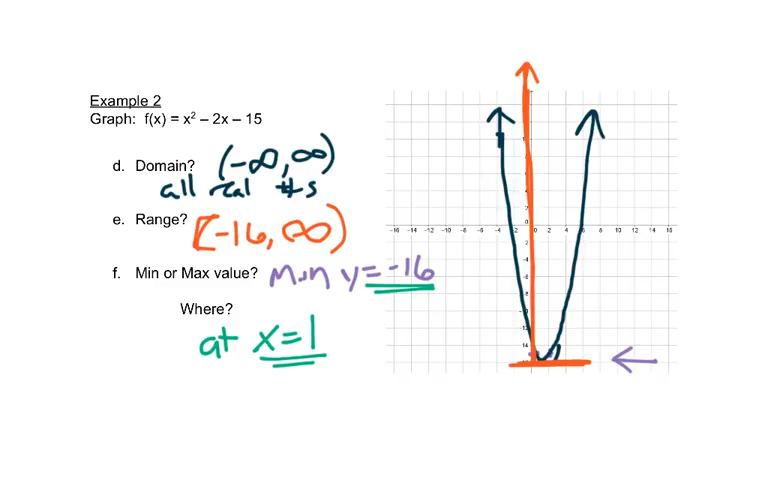 Example 2
Graph: f(x) = x² – 2x – 15
d. Domain? (-∞, ∞)
all real #s
e. Range? [-16, ∞)
f. Min or Max value? min y = -16
Where?
at x = 1
-16 -14 -12 -10 -8 -6 -4 -2 0 2 4 6 8 10 12 14 16